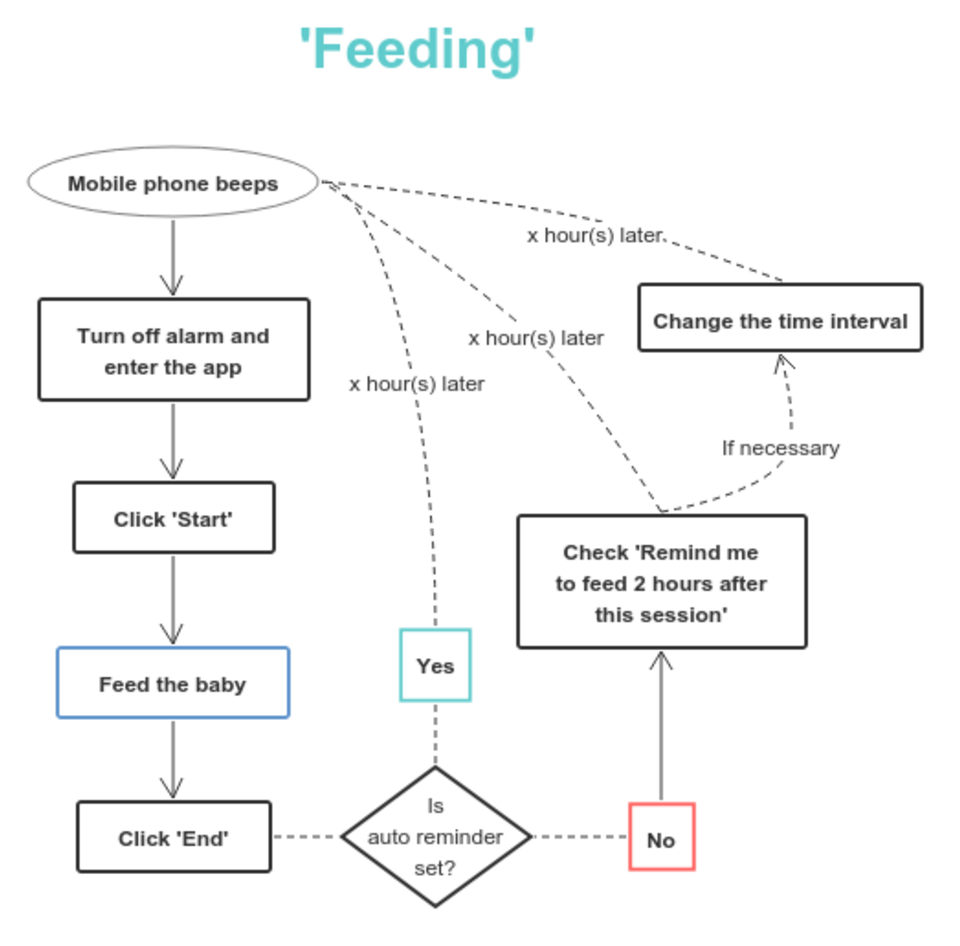 'Feeding'
Mobile phone beeps
x hour(s) later
Change the time interval
Turn off alarm and
enter the app
x hour(s) later
x hour(s) later
If necessary
Click 'Start'
Check 'Remind me
to feed 2 hours after
this session'
Yes
Feed the baby
Is
auto reminder
set?
Click 'End'
No